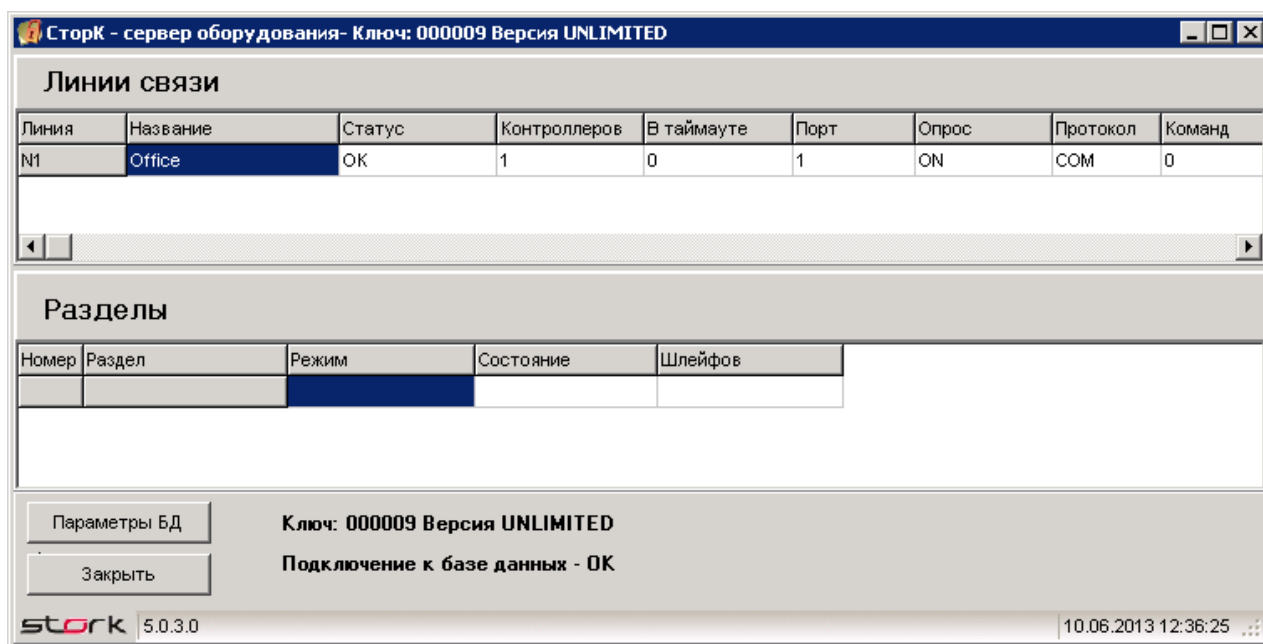 СторК - сервер оборудования- Ключ: 000009 Версия UNLIMITED
Линии связи
Линия Название Статус Контроллеров В таймауте Порт Опрос Протокол Команд
N1 Office OK 1 0 1 ON COM 0
Разделы
Номер Раздел Режим Состояние Шлейфов
Параметры БД
Ключ: 000009 Версия UNLIMITED
Закрыть
Подключение к базе данных - OK
stork 5.0.3.0 10.06.2013 12:36:25